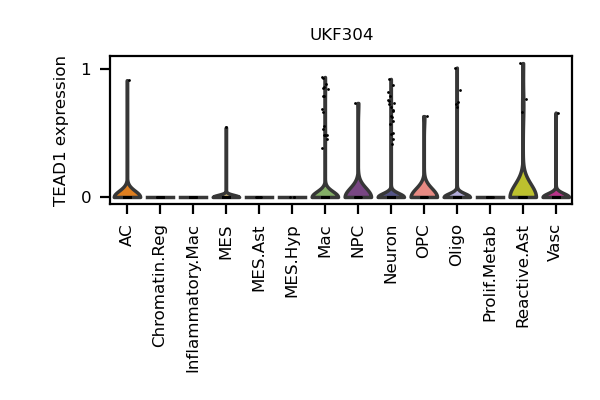 UKF304
TEAD1 expression
1
0
AC
Chromatin.Reg
Inflammatory.Mac
MES
MES.Ast
MES.Hyp
Mac
NPC
Neuron
OPC
Oligo
Prolif.Metab
Reactive.Ast
Vasc